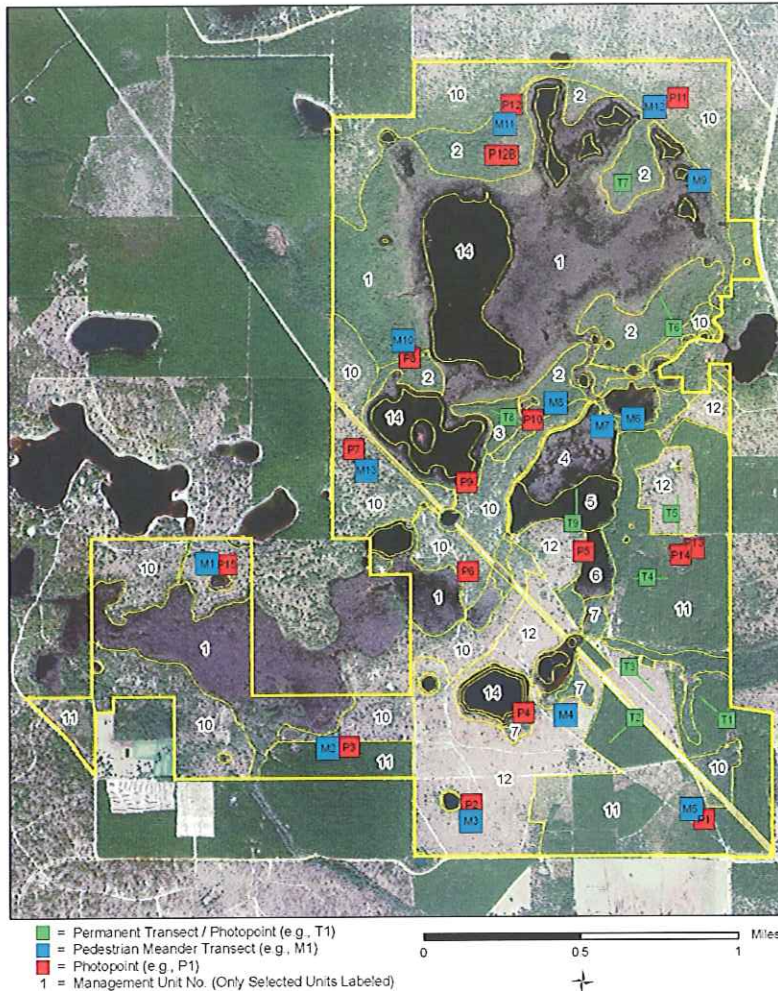 10 P12 2 M12 P11
M11 10
2 P12B
T7 2 M9
14
1 1
2 T6 10
M10
P8
10 2 2 12
14 3 T8 P10 M8 M7 M6
P7 4
M13 P9 12
10 10 5 T9 T5
10 12 P5 P13
M1 P15 P6 P14
10 6 T4
1 7 11
1 12
10 T3
14 7
11 10 10 P4 M4 T2 T1
M2 P3 7
11 12 10
P2 11 M5
M3 P1
= Permanent Transect / Photopoint (e.g., T1)
= Pedestrian Meander Transect (e.g., M1)
= Photopoint (e.g., P1)
1 = Management Unit No. (Only Selected Units Labeled)
0 0.5 1 Miles